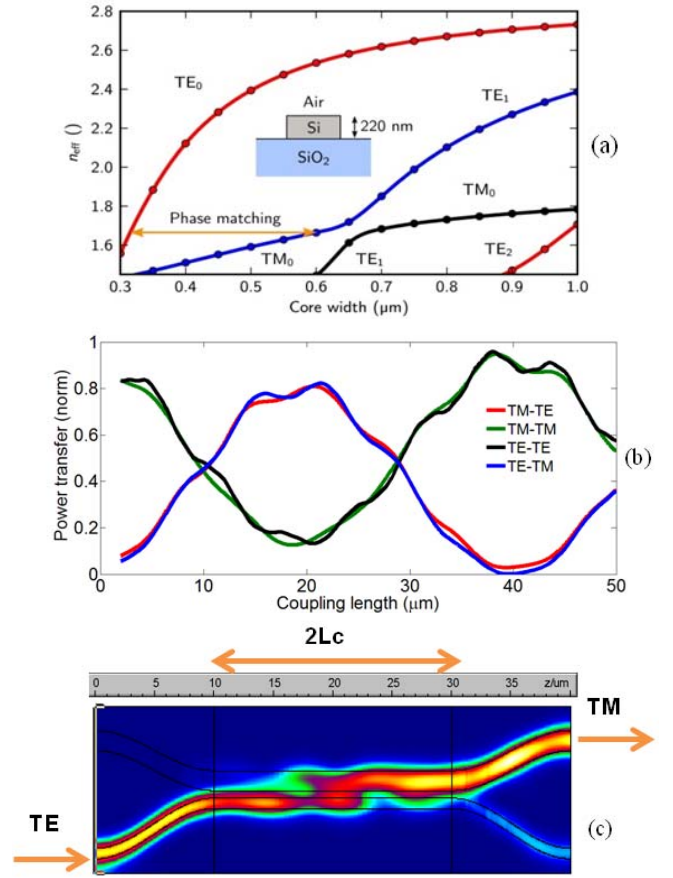 2.8
2.6
2.4
2.2
2.0
1.8
1.6
n_eff ()
TE₀
Air
Si
220 nm
SiO₂
TE₁
(a)
TM₀
Phase matching
TM₀
TE₁
TE₂
0.3 0.4 0.5 0.6 0.7 0.8 0.9 1.0
Core width (μm)
1
0.8
0.6
0.4
0.2
0
Power transfer (norm)
TM-TE
TM-TM
TE-TE
TE-TM
(b)
0 10 20 30 40 50
Coupling length (μm)
2Lc
0 5 10 15 20 25 30 35 z/um
TM
TE
(c)